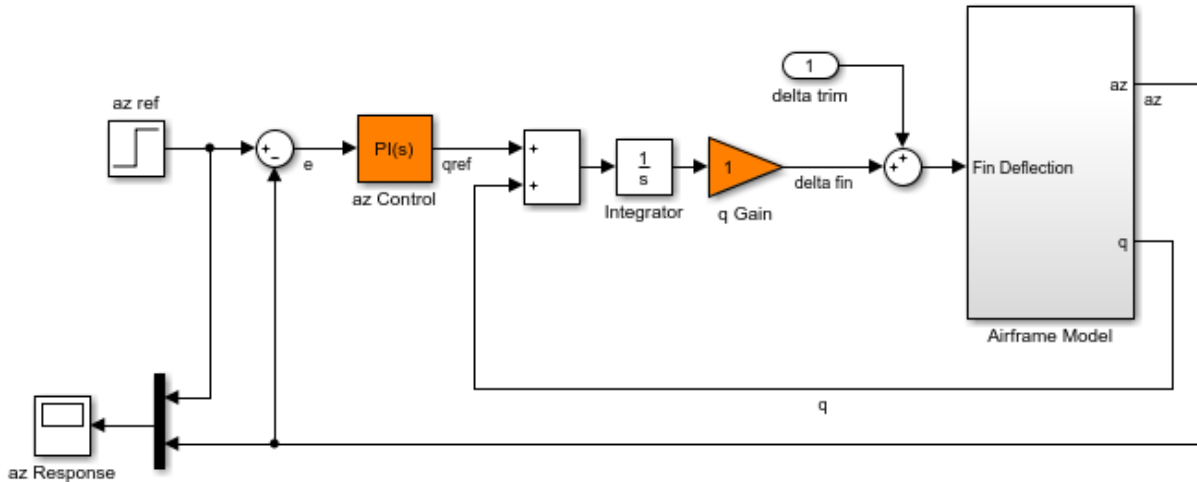 az ref
+
−
e
PI(s)
az Control
qref
+
+
1
s
Integrator
1
q Gain
delta fin
1
delta trim
+
+
Fin Deflection
az
az
q
Airframe Model
q
az Response